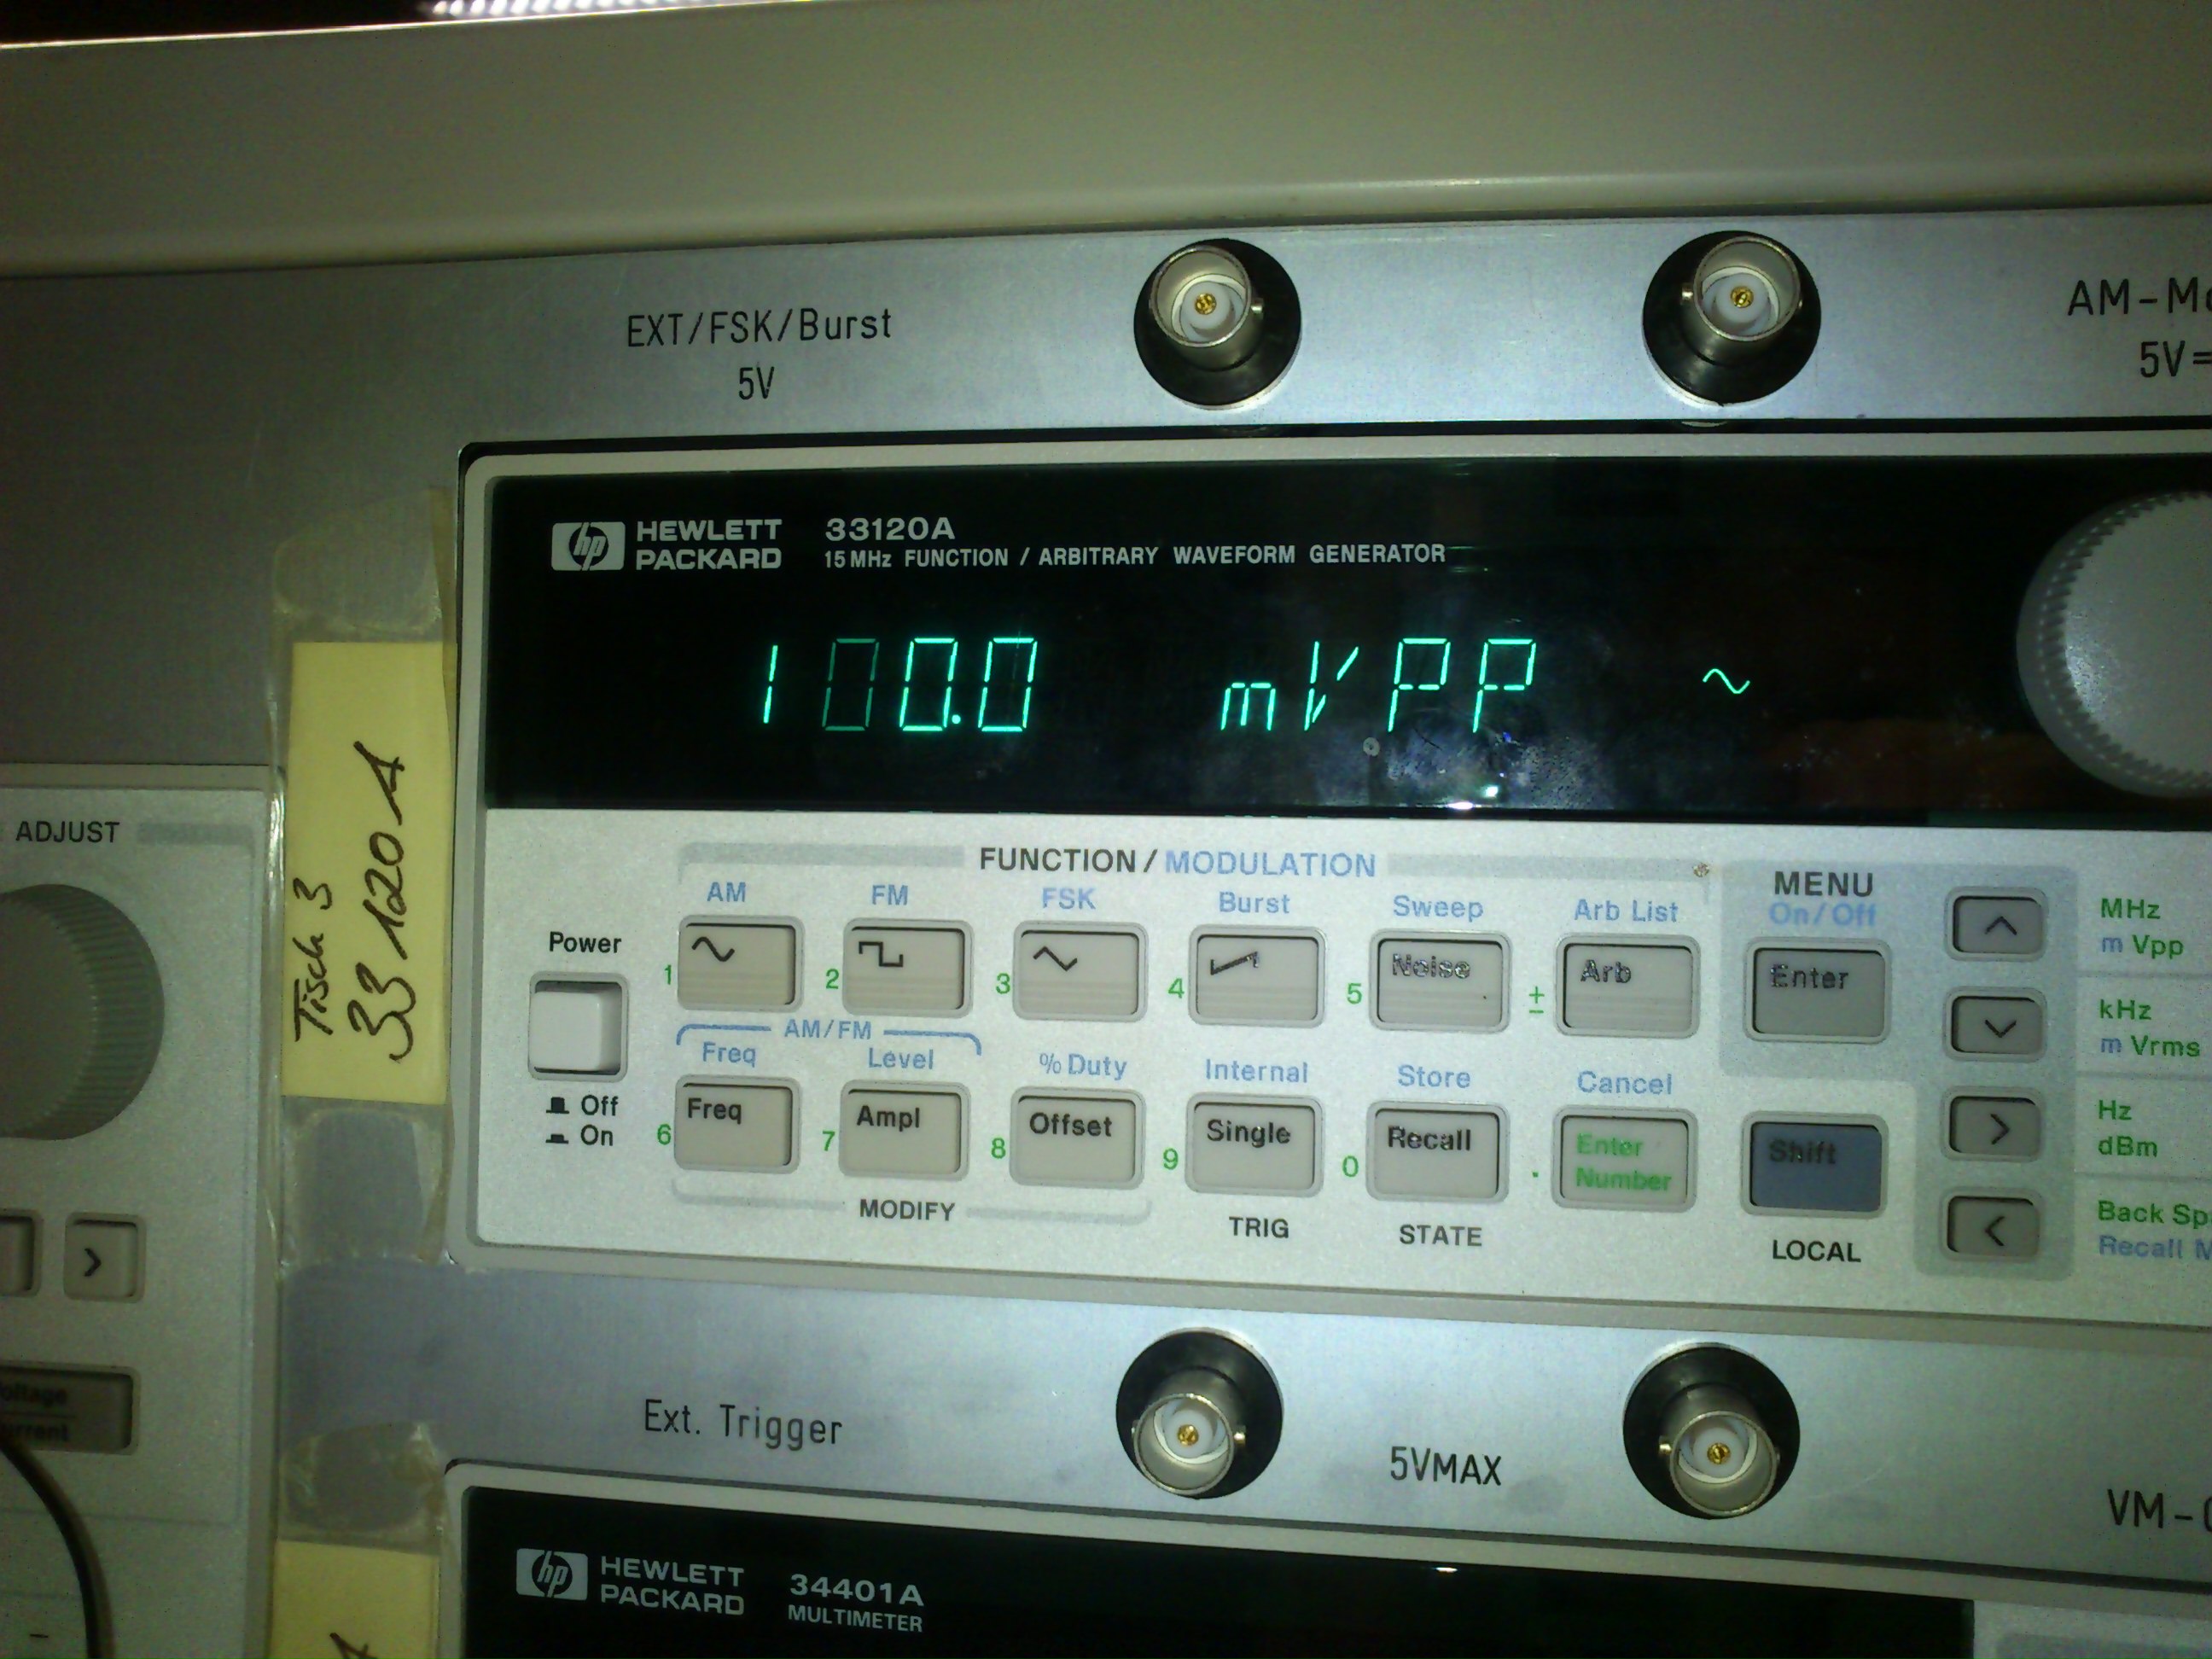 EXT/FSK/Burst
5V
5V=
hp HEWLETT PACKARD
33120A
15 MHz FUNCTION / ARBITRARY WAVEFORM GENERATOR
100.0 mVPP ~
ADJUST
Tisch 3
33120A
FUNCTION / MODULATION
MENU
On/Off
AM FM FSK Burst Sweep Arb List
Power
1 2 3 4 5 Noise ± Arb Enter
MHz
m Vpp
kHz
m Vrms
AM/FM
Freq Level % Duty Internal Store Cancel
Off
On
6 Freq 7 Ampl 8 Offset 9 Single 0 Recall . Enter Number Shift
Hz
dBm
Back
Recall
MODIFY TRIG STATE LOCAL
Ext. Trigger
5VMAX
hp HEWLETT PACKARD
34401A
MULTIMETER